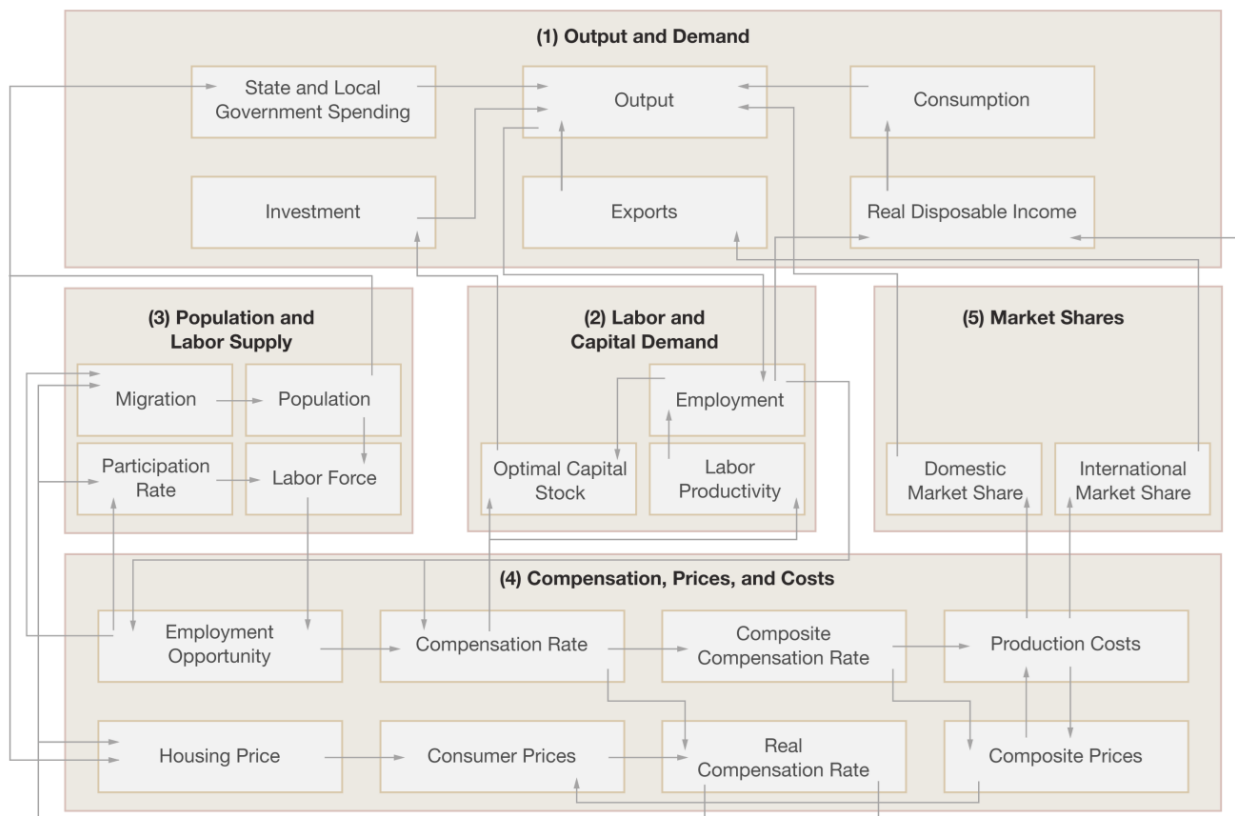 (1) Output and Demand
State and Local
Government Spending
Output
Consumption
Investment
Exports
Real Disposable Income
(3) Population and
Labor Supply
Migration
Population
Participation
Rate
Labor Force
(2) Labor and
Capital Demand
Employment
Optimal Capital
Stock
Labor
Productivity
(5) Market Shares
Domestic
Market Share
International
Market Share
(4) Compensation, Prices, and Costs
Employment
Opportunity
Compensation Rate
Composite
Compensation Rate
Production Costs
Housing Price
Consumer Prices
Real
Compensation Rate
Composite Prices